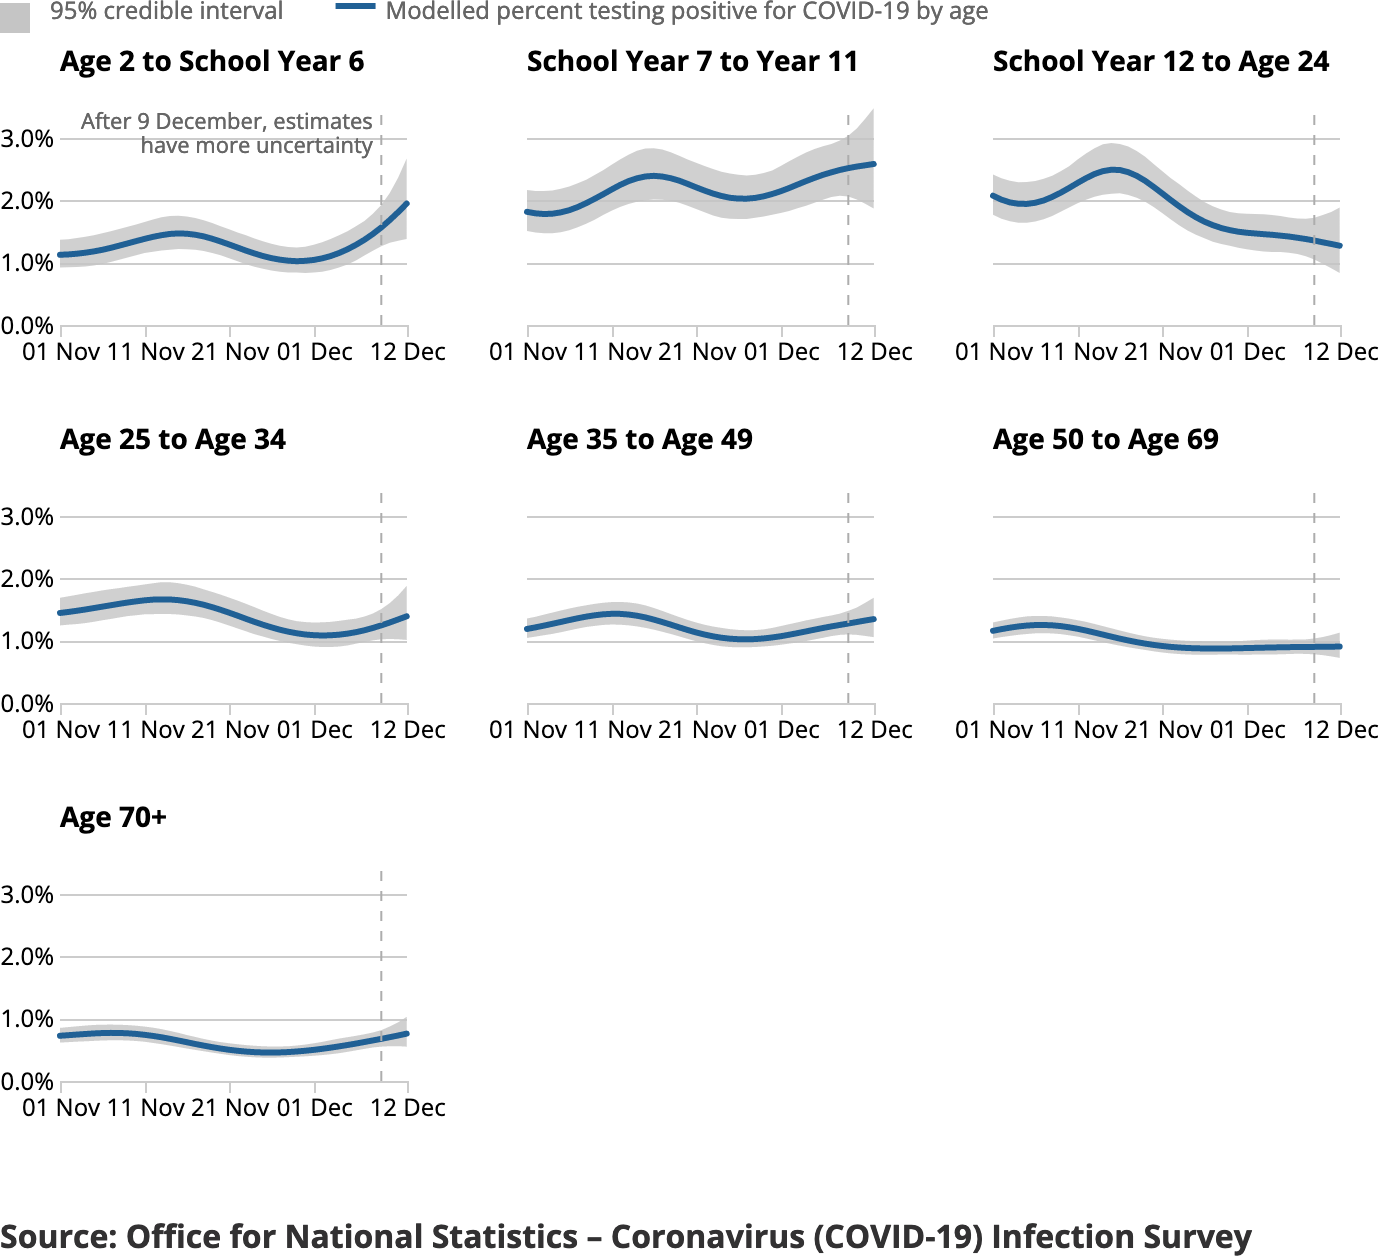 95% credible interval Modelled percent testing positive for COVID-19 by age
Age 2 to School Year 6
After 9 December, estimates
have more uncertainty
3.0%
2.0%
1.0%
0.0%
01 Nov 11 Nov 21 Nov 01 Dec 12 Dec
School Year 7 to Year 11
01 Nov 11 Nov 21 Nov 01 Dec 12 Dec
School Year 12 to Age 24
01 Nov 11 Nov 21 Nov 01 Dec 12 Dec
Age 25 to Age 34
3.0%
2.0%
1.0%
0.0%
01 Nov 11 Nov 21 Nov 01 Dec 12 Dec
Age 35 to Age 49
01 Nov 11 Nov 21 Nov 01 Dec 12 Dec
Age 50 to Age 69
01 Nov 11 Nov 21 Nov 01 Dec 12 Dec
Age 70+
3.0%
2.0%
1.0%
0.0%
01 Nov 11 Nov 21 Nov 01 Dec 12 Dec
Source: Office for National Statistics – Coronavirus (COVID-19) Infection Survey